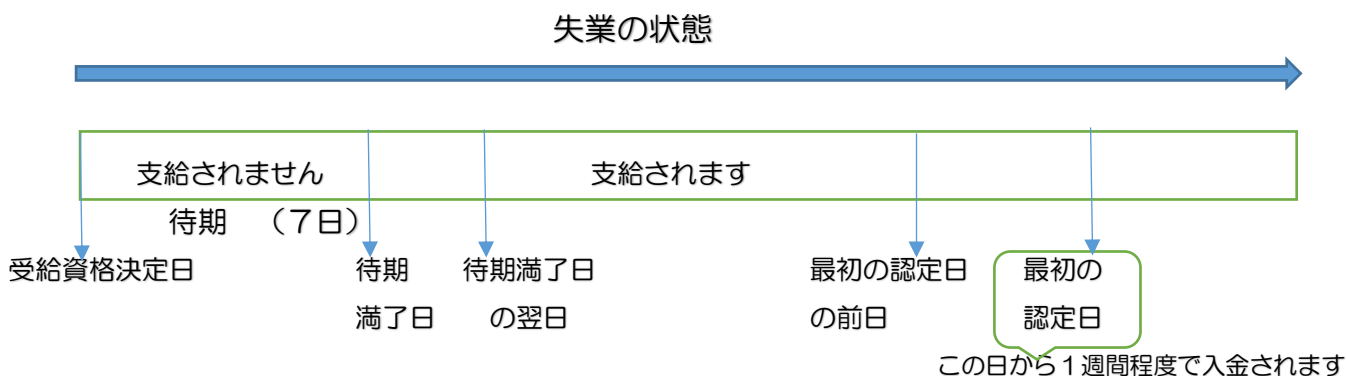 失業の状態
支給されません
支給されます
待期 （７日）
受給資格決定日
待期
満了日
待期満了日
の翌日
最初の認定日
の前日
最初の
認定日
この日から１週間程度で入金されます